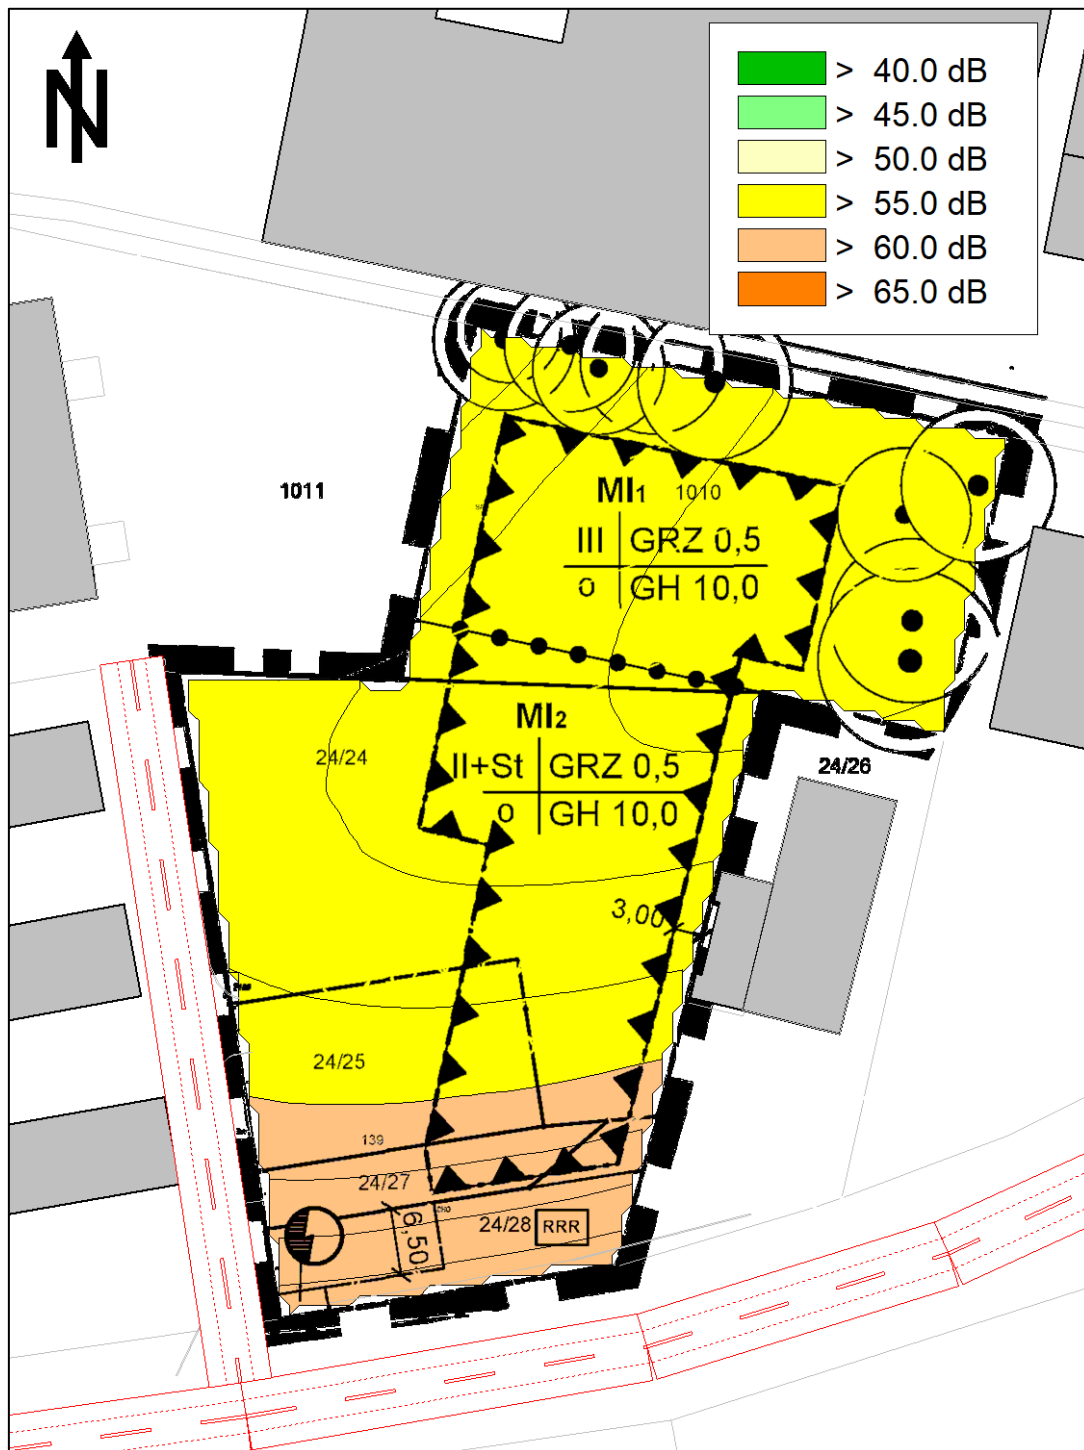 N
> 40.0 dB
> 45.0 dB
> 50.0 dB
> 55.0 dB
> 60.0 dB
> 65.0 dB
1011
MI1 1010
III GRZ 0,5
o GH 10,0
MI2
24/24
II+St GRZ 0,5
o GH 10,0
24/26
3,00
24/25
139
24/27
6,50
24/28 RRR